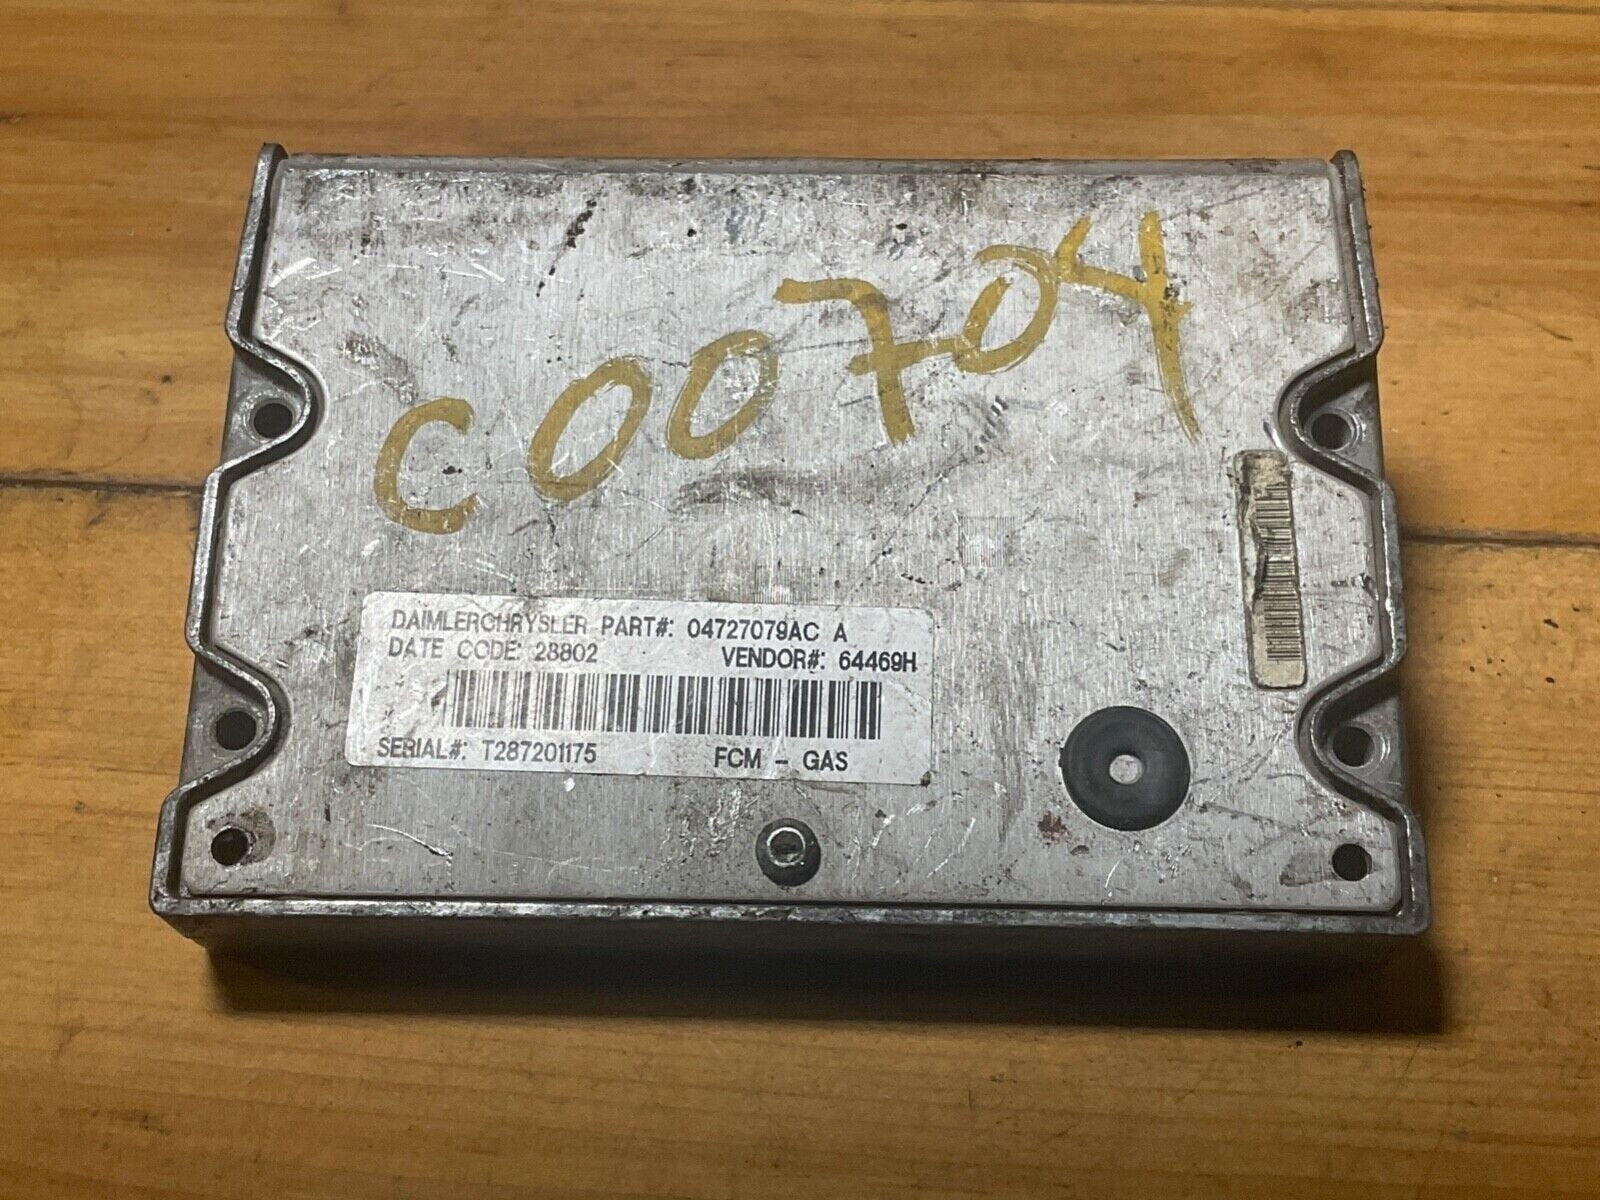 C00704
DAIMLERCHRYSLER PART#: 04727079AC A
DATE CODE: 28802 VENDOR#: 64469H
SERIAL#: T287201175 FCM - GAS